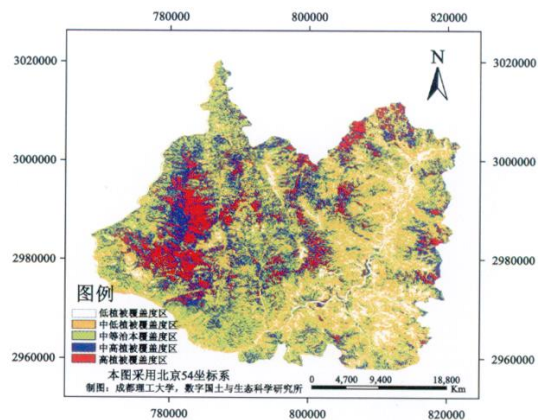 780000 800000 820000
3020000 3020000
N
3000000 3000000
2980000 2980000
图例
低植被覆盖度区
中低植被覆盖度区
中等治本覆盖度区
中高植被覆盖度区
高植被覆盖度区
2960000 2960000
本图采用北京54坐标系
制图：成都理工大学，数字国土与生态科学研究所
0 4,700 9,400 18,800
Km
780000 800000 820000